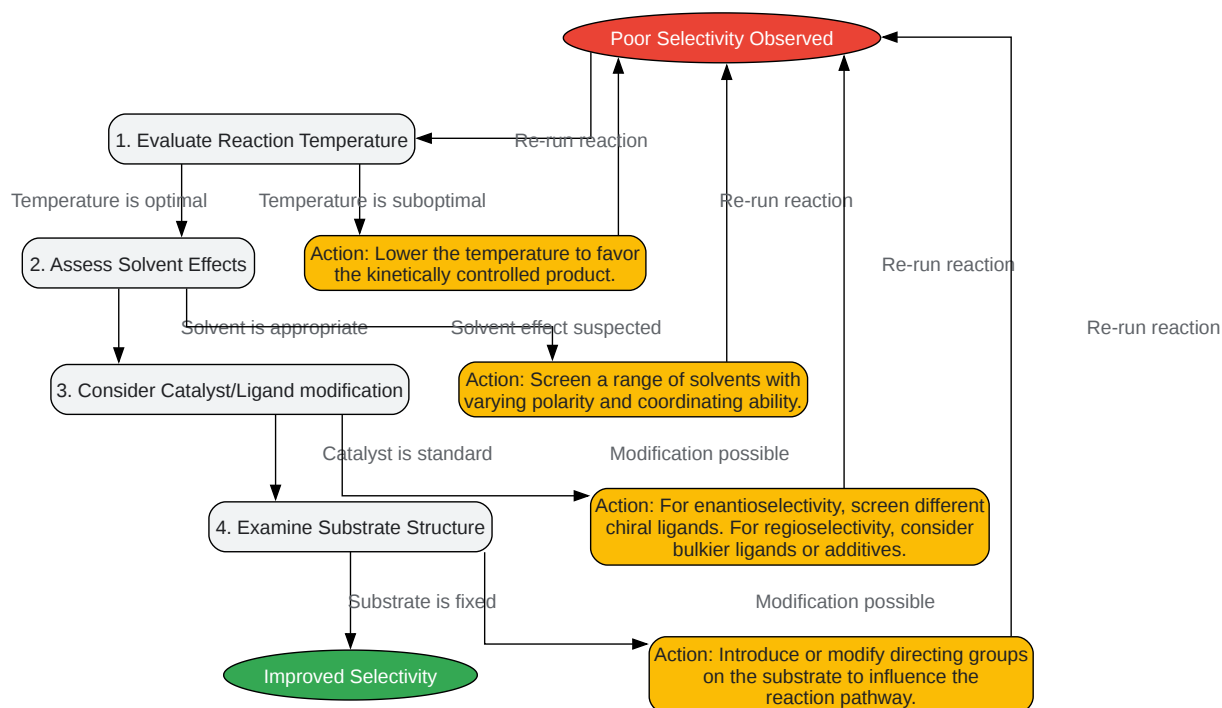 Poor Selectivity Observed
1. Evaluate Reaction Temperature
Re-run reaction
Temperature is optimal
Temperature is suboptimal
Re-run reaction
2. Assess Solvent Effects
Action: Lower the temperature to favor
the kinetically controlled product.
Re-run reaction
Solvent is appropriate
Solvent effect suspected
Re-run reaction
3. Consider Catalyst/Ligand modification
Action: Screen a range of solvents with
varying polarity and coordinating ability.
Catalyst is standard
Modification possible
4. Examine Substrate Structure
Action: For enantioselectivity, screen different
chiral ligands. For regioselectivity, consider
bulkier ligands or additives.
Substrate is fixed
Modification possible
Improved Selectivity
Action: Introduce or modify directing groups
on the substrate to influence the
reaction pathway.